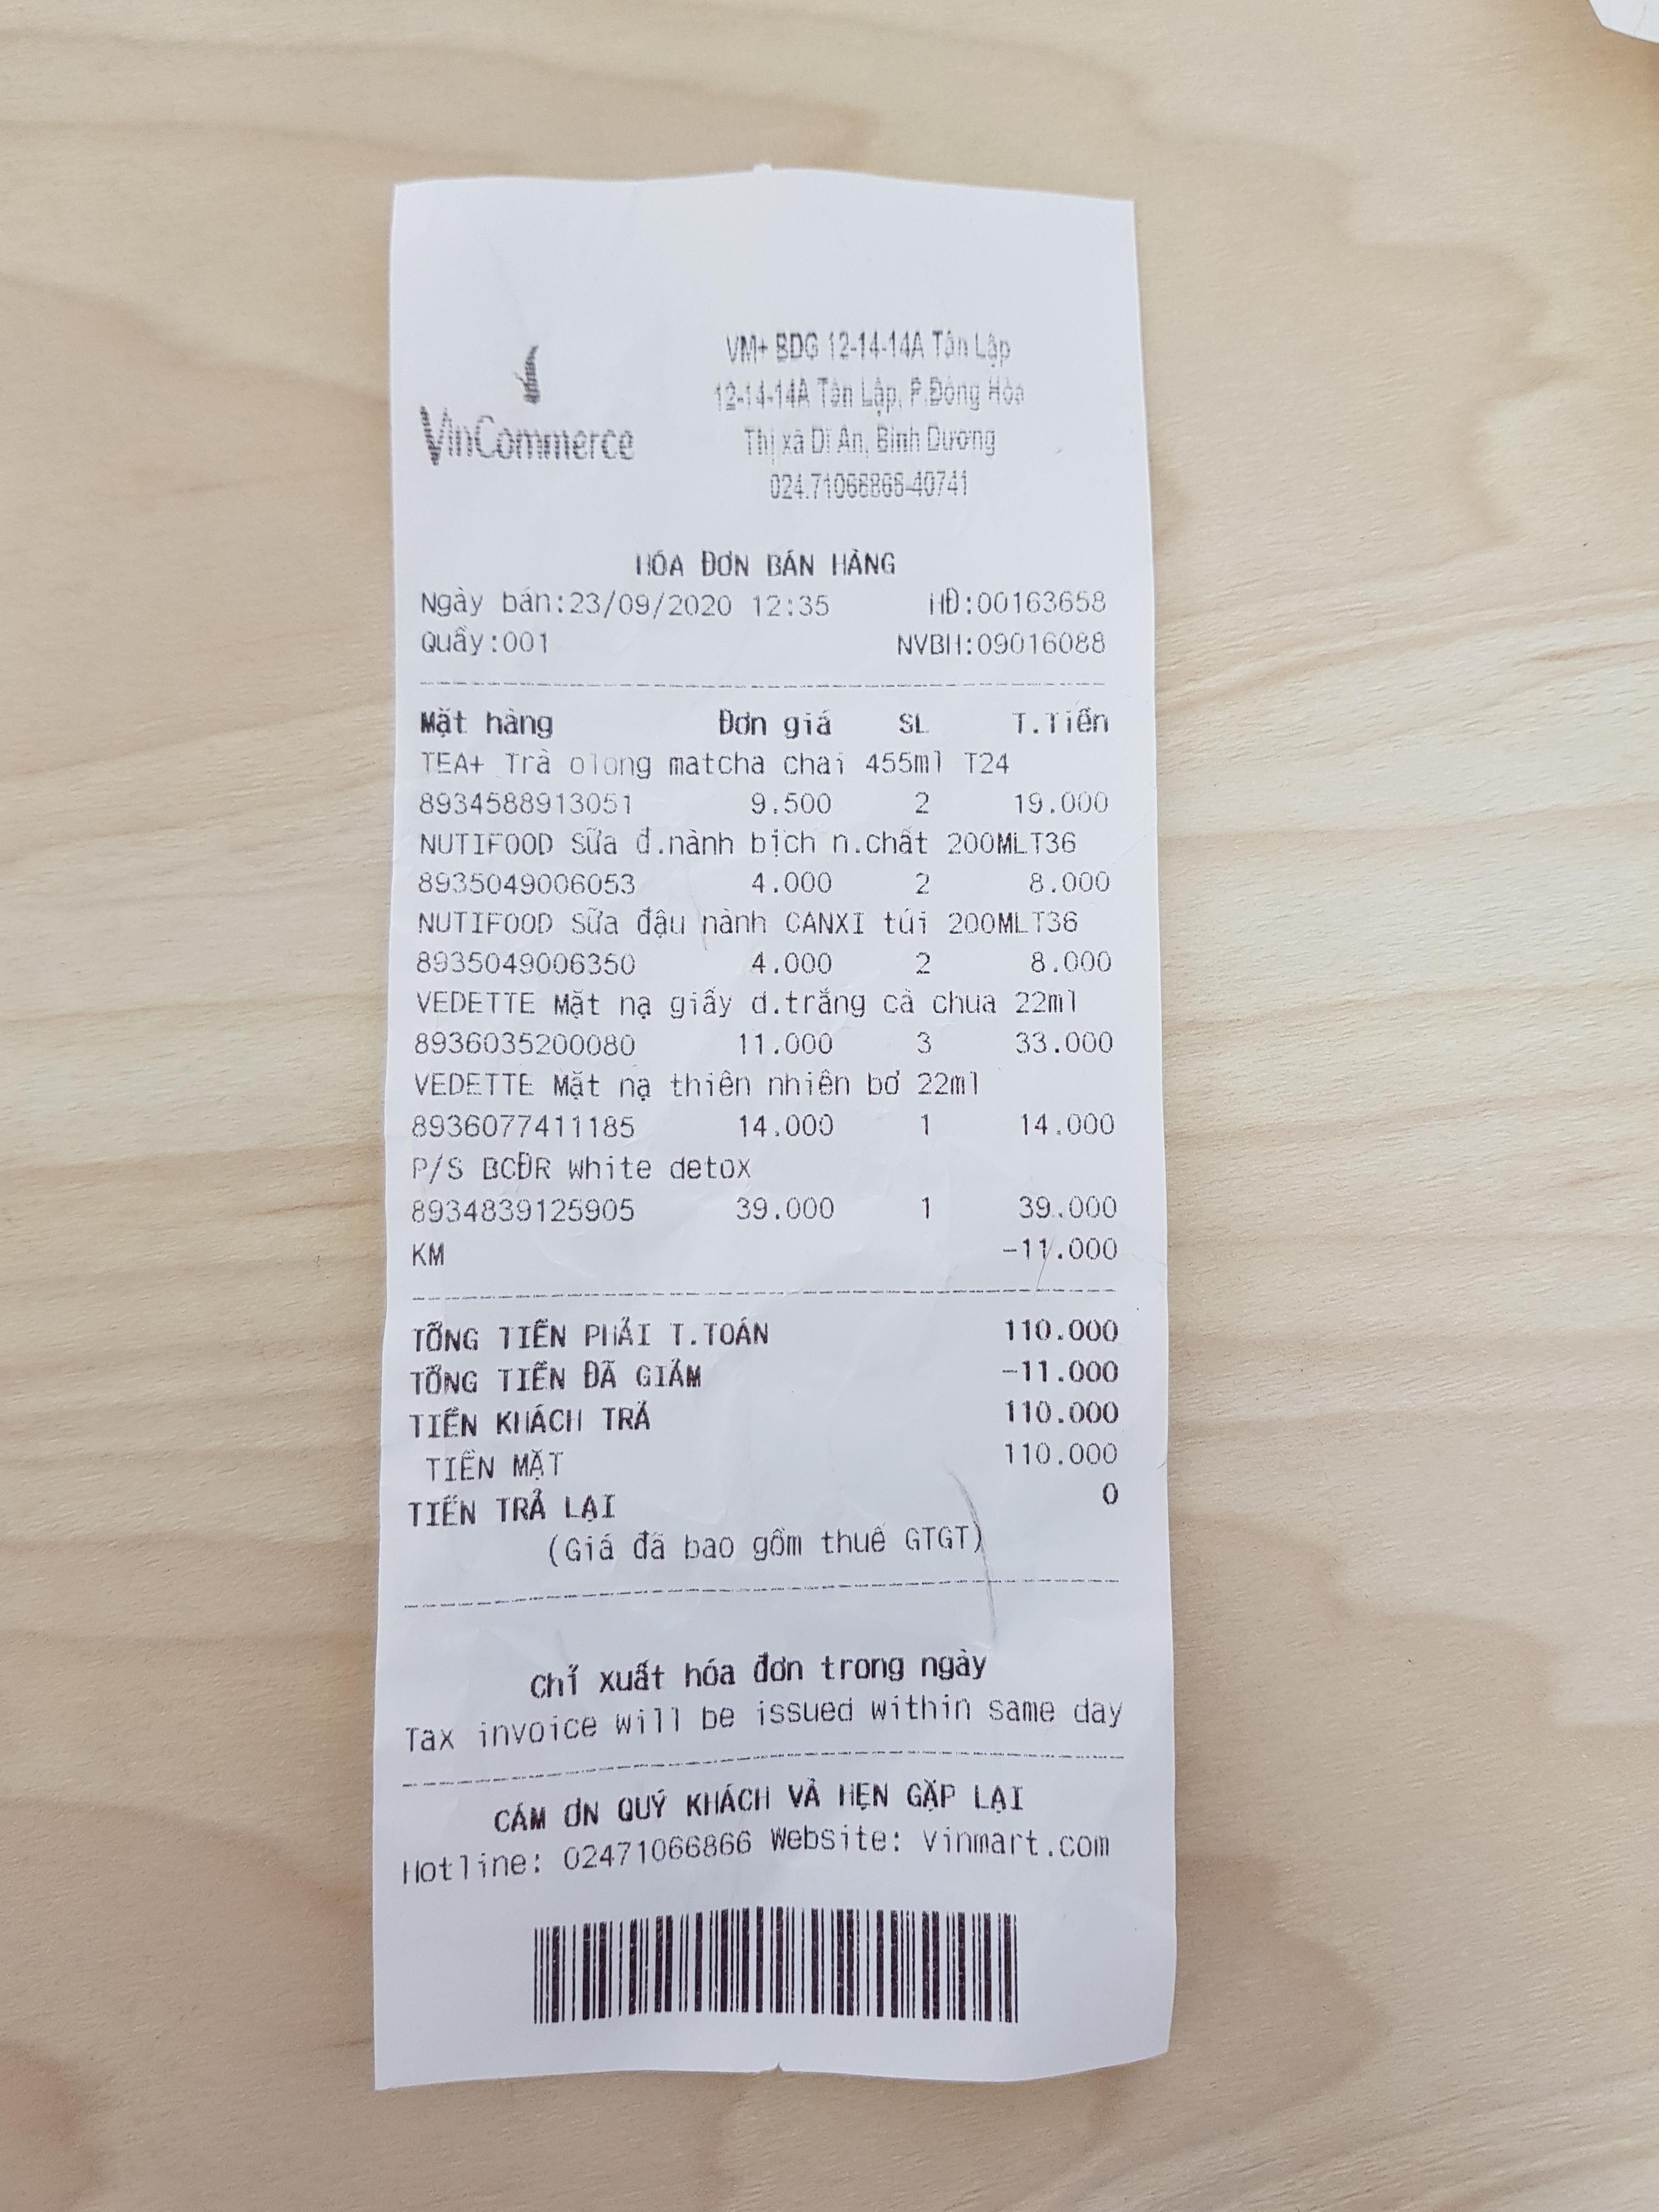 VinCommerce
VM+ BDG 12-14-14A Tân Lập
12-14-14A Tân Lập, P.Đông Hòa
Thị xã Dĩ An, Bình Dương
024.71066866-40741
HÓA ĐƠN BÁN HÀNG
Ngày bán:23/09/2020 12:35 HĐ:00163658
Quầy:001 NVBH:09016088
Mặt hàng Đơn giá SL T.Tiền
TEA+ Trà olong matcha chai 455ml T24
8934588913051 9.500 2 19.000
NUTIFOOD Sữa đ.nành bịch n.chất 200MLT36
8935049006053 4.000 2 8.000
NUTIFOOD Sữa đậu nành CANXI túi 200MLT36
8935049006350 4.000 2 8.000
VEDETTE Mặt nạ giấy d.trắng cà chua 22ml
8936035200080 11.000 3 33.000
VEDETTE Mặt nạ thiên nhiên bơ 22ml
8936077411185 14.000 1 14.000
P/S BCĐR white detox
8934839125905 39.000 1 39.000
KM -11.000
TỔNG TIỀN PHẢI T.TOÁN 110.000
TỔNG TIỀN ĐÃ GIẢM -11.000
TIỀN KHÁCH TRẢ 110.000
TIỀN MẶT 110.000
TIỀN TRẢ LẠI 0
(Giá đã bao gồm thuế GTGT)
Chỉ xuất hóa đơn trong ngày
Tax invoice will be issued within same day
CẢM ƠN QUÝ KHÁCH VÀ HẸN GẶP LẠI
Hotline: 02471066866 Website: vinmart.com